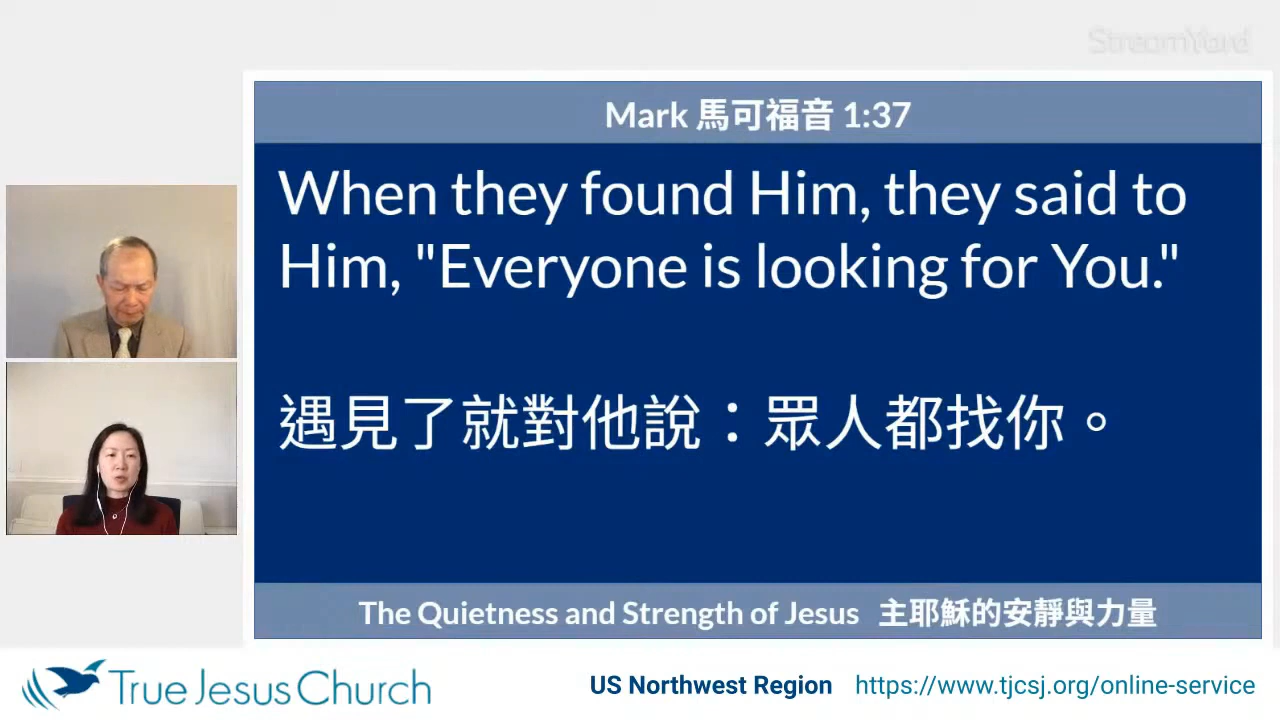 StreamYard
Mark 馬可福音 1:37
When they found Him, they said to
Him, "Everyone is looking for You."
遇見了就對他說：眾人都找你。
The Quietness and Strength of Jesus 主耶穌的安靜與力量
True Jesus Church
US Northwest Region https://www.tjcsj.org/online-service